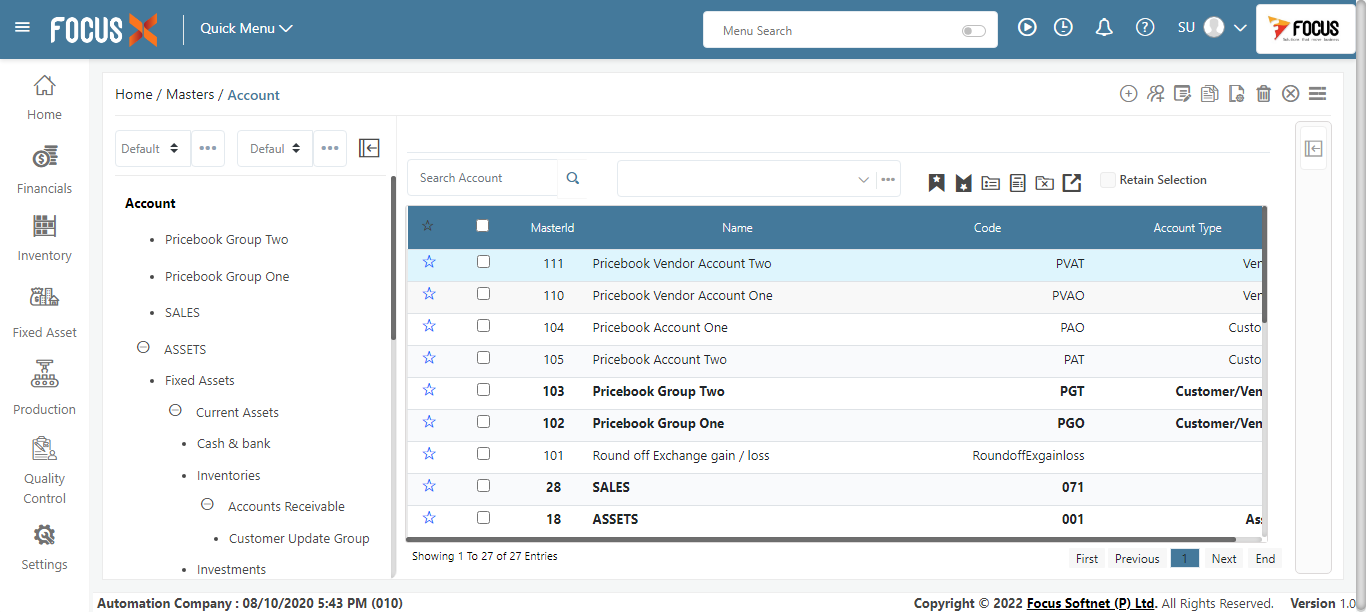 FOCUS X
Quick Menu
Menu Search
SU
FOCUS
Home
Financials
Inventory
Fixed Asset
Production
Quality
Control
Settings
Home / Masters / Account
Default
Defaul
Account
Pricebook Group Two
Pricebook Group One
SALES
ASSETS
Fixed Assets
Current Assets
Cash & bank
Inventories
Accounts Receivable
Customer Update Group
Investments
Search Account
Retain Selection
MasterId Name Code Account Type
111 Pricebook Vendor Account Two PVAT Ven
110 Pricebook Vendor Account One PVAO Ven
104 Pricebook Account One PAO Custo
105 Pricebook Account Two PAT Custo
103 Pricebook Group Two PGT Customer/Ven
102 Pricebook Group One PGO Customer/Ven
101 Round off Exchange gain / loss RoundoffExgainloss
28 SALES 071
18 ASSETS 001 Ass
Showing 1 To 27 of 27 Entries
First Previous 1 Next End
Automation Company : 08/10/2020 5:43 PM (010)
Copyright © 2022 Focus Softnet (P) Ltd. All Rights Reserved. Version 1.0